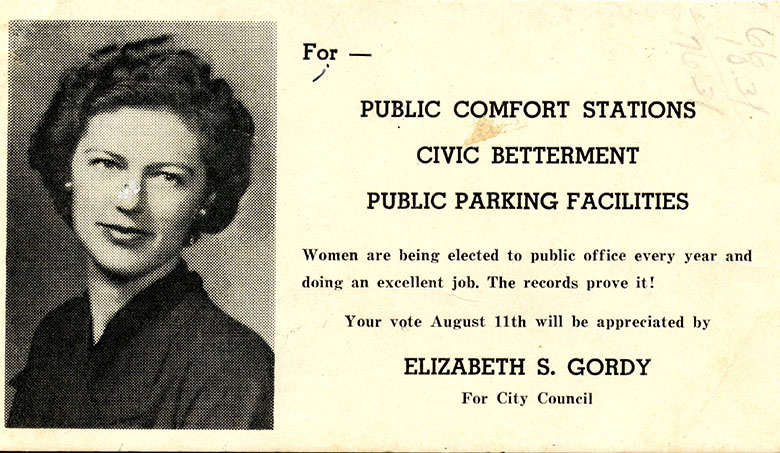 For —
PUBLIC COMFORT STATIONS
CIVIC BETTERMENT
PUBLIC PARKING FACILITIES
Women are being elected to public office every year and
doing an excellent job. The records prove it!
Your vote August 11th will be appreciated by
ELIZABETH S. GORDY
For City Council